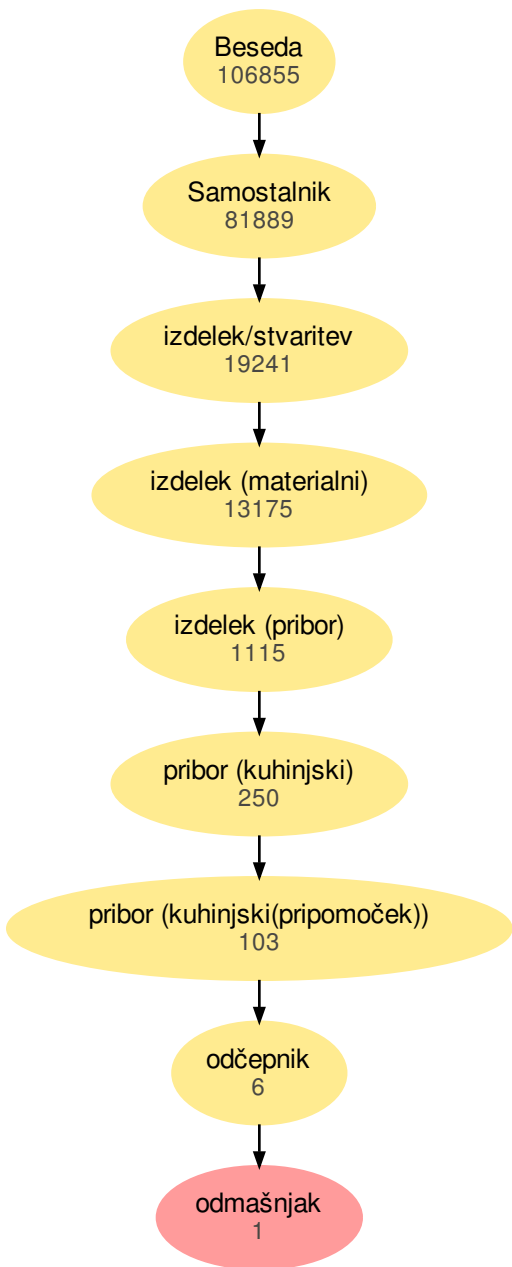 Beseda
106855
Samostalnik
81889
izdelek/stvaritev
19241
izdelek (materialni)
13175
izdelek (pribor)
1115
pribor (kuhinjski)
250
pribor (kuhinjski(pripomoček))
103
odčepnik
6
odmašnjak
1